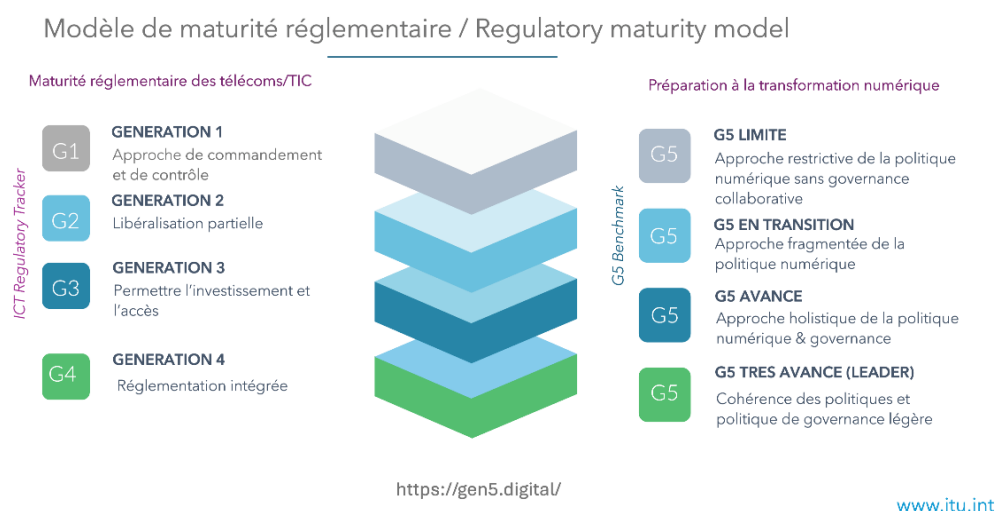 Modèle de maturité réglementaire / Regulatory maturity model
Maturité réglementaire des télécoms/TIC
ICT Regulatory Tracker
G1
GENERATION 1
Approche de commandement
et de contrôle
G2
GENERATION 2
Libéralisation partielle
G3
GENERATION 3
Permettre l’investissement et
l’accès
G4
GENERATION 4
Réglementation intégrée
Préparation à la transformation numérique
G5 Benchmark
G5
G5 LIMITE
Approche restrictive de la politique
numérique sans governance
collaborative
G5
G5 EN TRANSITION
Approche fragmentée de la
politique numérique
G5
G5 AVANCE
Approche holistique de la politique
numérique & governance
G5
G5 TRES AVANCE (LEADER)
Cohérence des politiques et
politique de governance légère
https://gen5.digital/
www.itu.int